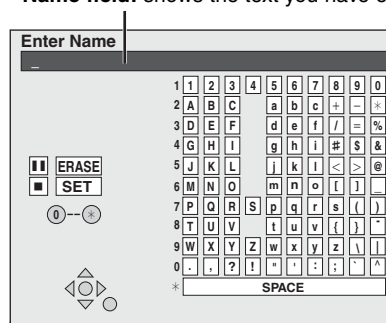 Name field: shows the text you have e
Enter Name
_
1 1 2 3 4 5 6 7 8 9 0
2 A B C a b c + − *
3 D E F d e f / = %
4 G H I g h i # $ &
5 J K L j k l < > @
6 M N O m n o [ ] _
7 P Q R S p q r s ( )
8 T U V t u v { } ¯
9 W X Y Z w x y z \ |
0 . , ? ! " ' : ; ` ^
* SPACE
ERASE
SET
0 -- *